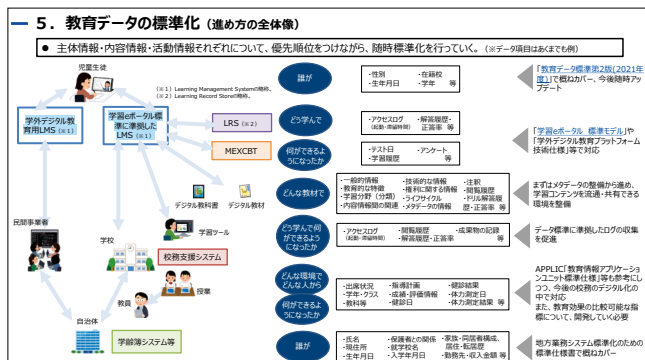 5．教育データの標準化（進め方の全体像）
● 主体情報・内容情報・活動情報それぞれについて、優先順位をつけながら、随時標準化を行っていく。（※データ項目はあくまでも例）
児童生徒
（※１）Learning Management Systemの略称。
（※２）Learning Record Storeの略称。
学外デジタル教
育用LMS（※１）
学習eポータル標
準に準拠した
LMS（※１）
LRS（※２）
MEXCBT
デジタル教科書
デジタル教材
学習ツール
民間事業者
学校
校務支援システム
教員
授業
自治体
学齢簿システム等
誰が
・性別
・生年月日
・在籍校
・学年　等
「教育データ標準第2版(2021年
度)」で概ねカバー、今後随時アッ
プデート
どう学んで
・アクセスログ
（起動・滞留時間）
・解答履歴・
正答率　等
何ができるよ
うになったか
・テスト日
・学習履歴
・アンケート
等
「学習eポータル 標準モデル」や
「学外デジタル教育プラットフォーム
技術仕様」等で対応
どんな教材で
・一般的情報
・教育的な特徴
・学習分野（分類）
・内容情報間の関連
・技術的な情報
・権利に関する情報
・ライフサイクル
・メタデータの情報
・注釈
・閲覧履歴
・ドリル解答履
歴・正答率　等
まずはメタデータの整備から進め、
学習コンテンツを流通・共有できる
環境を整備
どう学んで何
ができるよう
になったか
・アクセスログ
（起動・滞留時間）
・閲覧履歴
・解答履歴・正答率
・成果物の記録
等
データ標準に準拠したログの収集
を促進
どんな環境で
どんな人から
何ができるよ
うになったか
・出席状況
・学年・クラス
・教科等
・指導計画
・成績・評価情報
・健診日
・健診結果
・体力測定日
・体力測定結果　等
APPLIC「教育情報アプリケーショ
ンユニット標準仕様」等も参考にし
つつ、今後の校務のデジタル化の
中で対応
また、教育効果の比較可能な指
標について、開発していく必要
誰が
・氏名
・現住所
・生年月日
・保護者との関係
・就学校名
・入学年月日
・家族・同居者構成、
居住・転居歴
・勤務先・収入金額 等
地方業務システム標準化のための
標準仕様書で概ねカバー